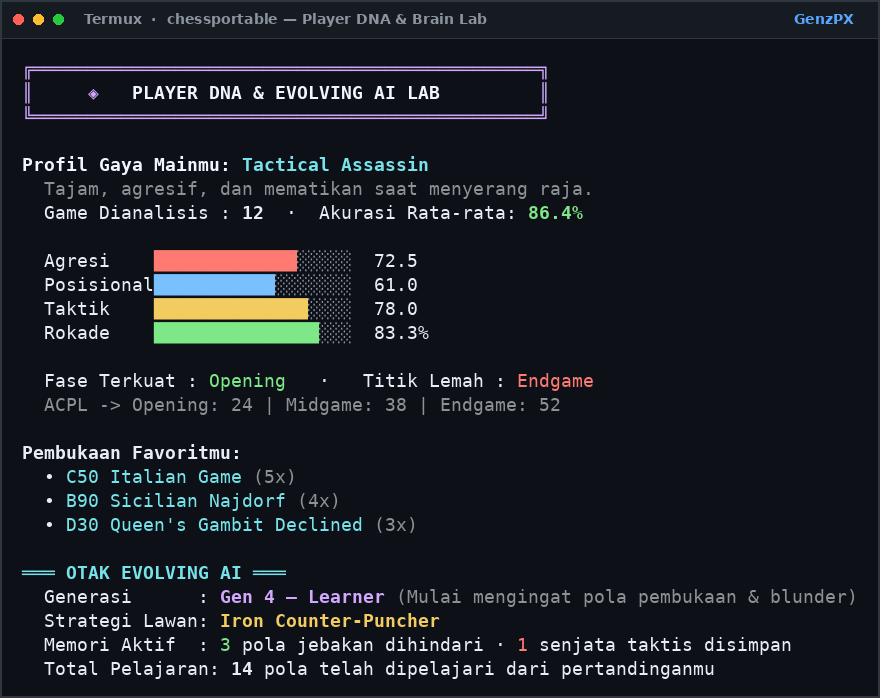 Termux · chessportable — Player DNA & Brain Lab GenzPX
◈ PLAYER DNA & EVOLVING AI LAB
Profil Gaya Mainmu: Tactical Assassin
Tajam, agresif, dan mematikan saat menyerang raja.
Game Dianalisis : 12 · Akurasi Rata-rata: 86.4%
Agresi 72.5
Posisional 61.0
Taktik 78.0
Rokade 83.3%
Fase Terkuat : Opening · Titik Lemah : Endgame
ACPL -> Opening: 24 | Midgame: 38 | Endgame: 52
Pembukaan Favoritmu:
• C50 Italian Game (5x)
• B90 Sicilian Najdorf (4x)
• D30 Queen's Gambit Declined (3x)
═══ OTAK EVOLVING AI ═══
Generasi : Gen 4 — Learner (Mulai mengingat pola pembukaan & blunder)
Strategi Lawan: Iron Counter-Puncher
Memori Aktif : 3 pola jebakan dihindari · 1 senjata taktis disimpan
Total Pelajaran: 14 pola telah dipelajari dari pertandinganmu